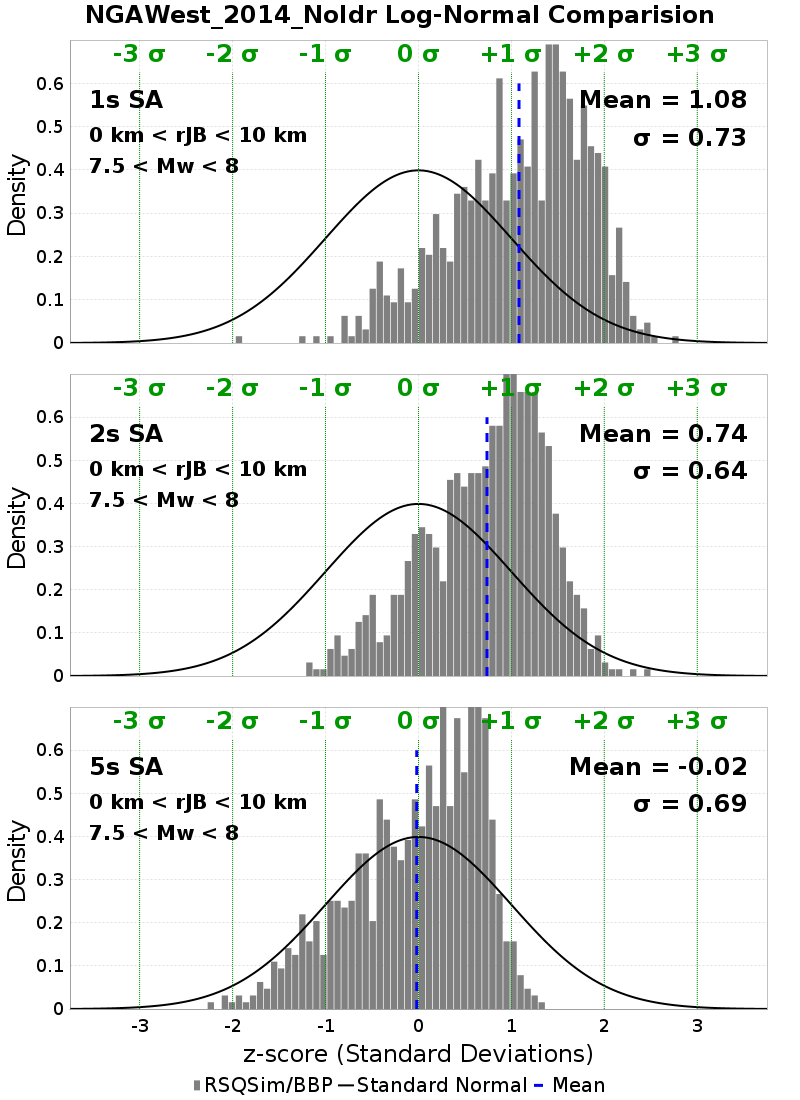 NGAWest_2014_NoIdr Log-Normal Comparision
-3 σ -2 σ -1 σ 0 σ +1 σ +2 σ +3 σ
1s SA
Mean = 1.08
0 km < rJB < 10 km
σ = 0.73
7.5 < Mw < 8
0.6
0.5
0.4
0.3
0.2
0.1
0
Density
-3 σ -2 σ -1 σ 0 σ +1 σ +2 σ +3 σ
2s SA
Mean = 0.74
0 km < rJB < 10 km
σ = 0.64
7.5 < Mw < 8
0.6
0.5
0.4
0.3
0.2
0.1
0
Density
-3 σ -2 σ -1 σ 0 σ +1 σ +2 σ +3 σ
5s SA
Mean = -0.02
0 km < rJB < 10 km
σ = 0.69
7.5 < Mw < 8
0.6
0.5
0.4
0.3
0.2
0.1
0
Density
-3 -2 -1 0 1 2 3
z-score (Standard Deviations)
RSQSim/BBP Standard Normal Mean